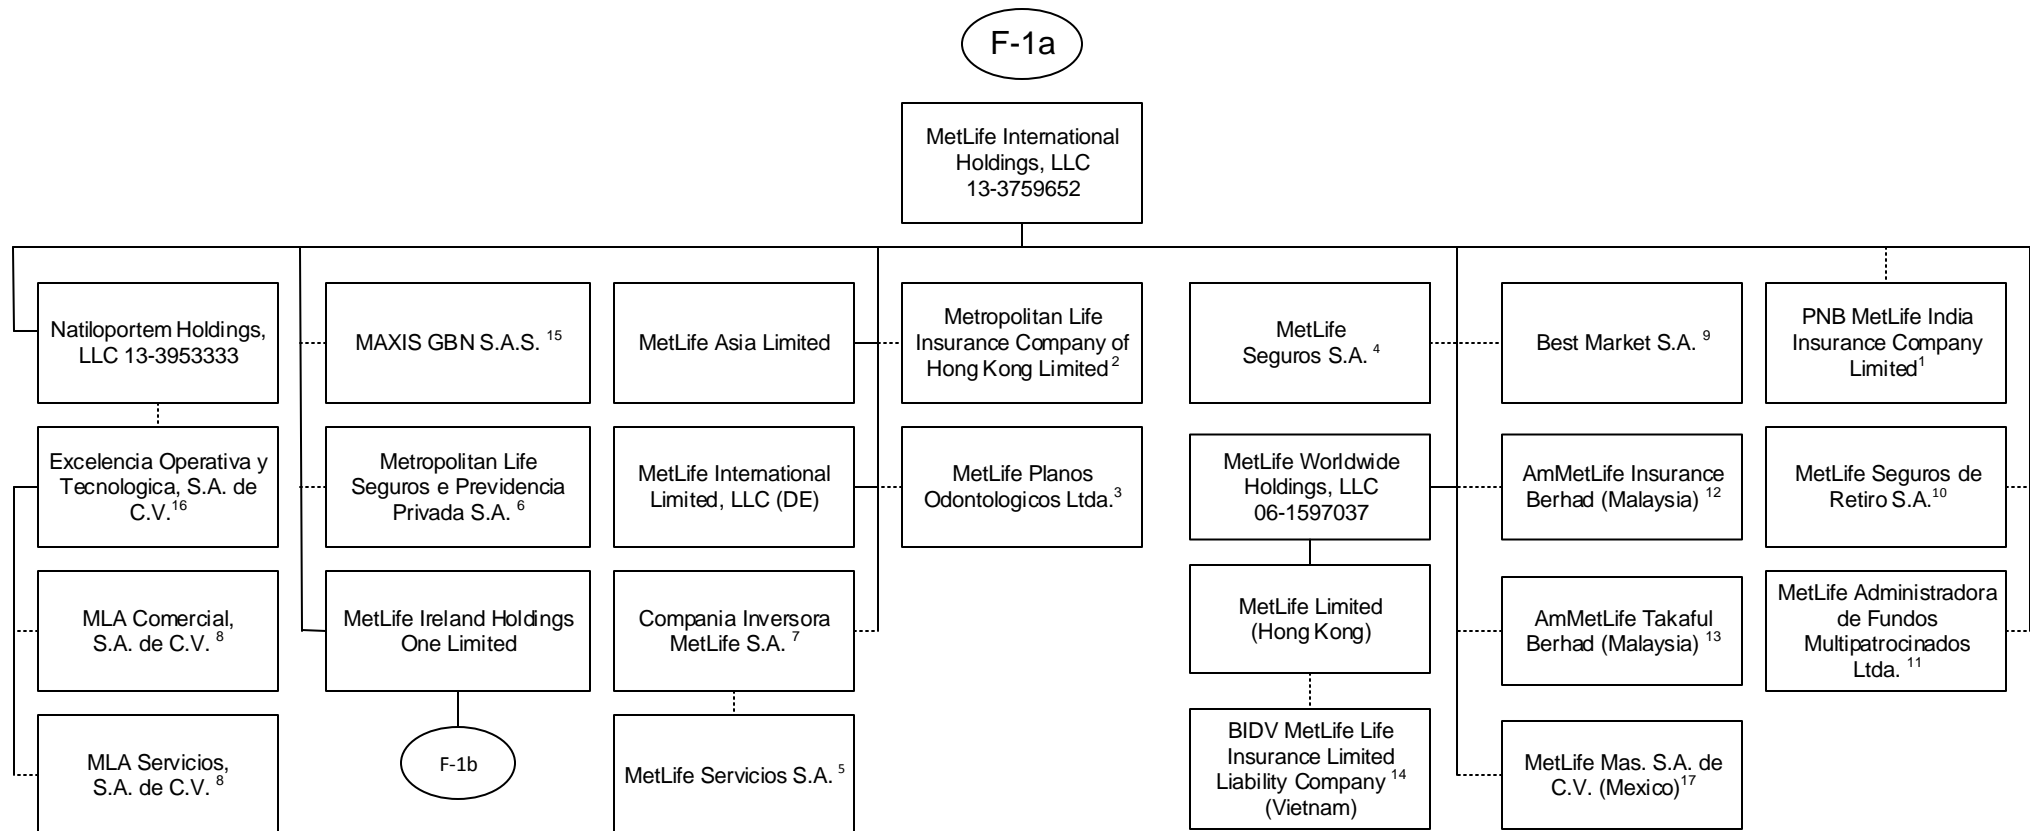 F-1a
MetLife International
Holdings, LLC
13-3759652
Natiloportem Holdings,
LLC 13-3953333
MAXIS GBN S.A.S. 15
MetLife Asia Limited
Metropolitan Life
Insurance Company of
Hong Kong Limited 2
MetLife
Seguros S.A. 4
Best Market S.A. 9
PNB MetLife India
Insurance Company
Limited1
Excelencia Operativa y
Tecnologica, S.A. de
C.V.16
Metropolitan Life
Seguros e Previdencia
Privada S.A. 6
MetLife International
Limited, LLC (DE)
MetLife Planos
Odontologicos Ltda.3
MetLife Worldwide
Holdings, LLC
06-1597037
AmMetLife Insurance
Berhad (Malaysia) 12
MetLife Seguros de
Retiro S.A.10
MLA Comercial,
S.A. de C.V. 8
MetLife Ireland Holdings
One Limited
Compania Inversora
MetLife S.A. 7
MetLife Limited
(Hong Kong)
AmMetLife Takaful
Berhad (Malaysia) 13
MetLife Administradora
de Fundos
Multipatrocinados
Ltda. 11
MLA Servicios,
S.A. de C.V. 8
F-1b
MetLife Servicios S.A. 5
BIDV MetLife Life
Insurance Limited
Liability Company 14
(Vietnam)
MetLife Mas. S.A. de
C.V. (Mexico)17